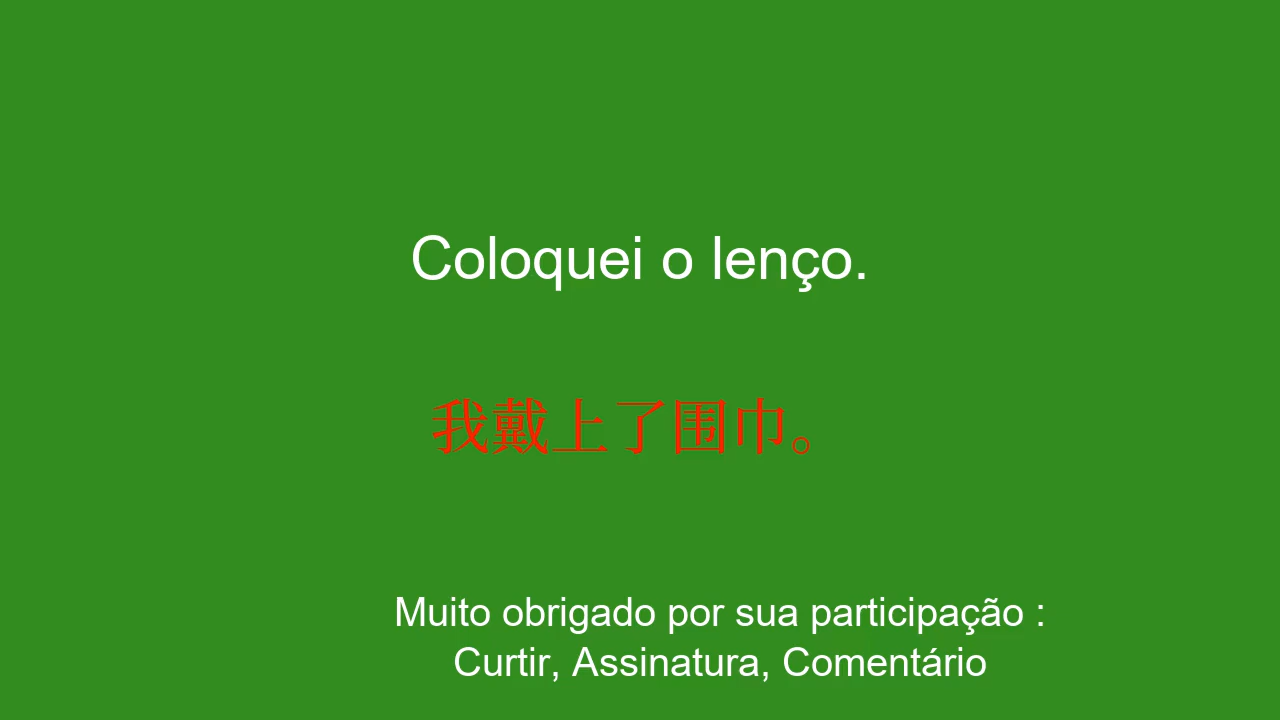 Coloquei o lenço.
我戴上了围巾。
Muito obrigado por sua participação :
Curtir, Assinatura, Comentário